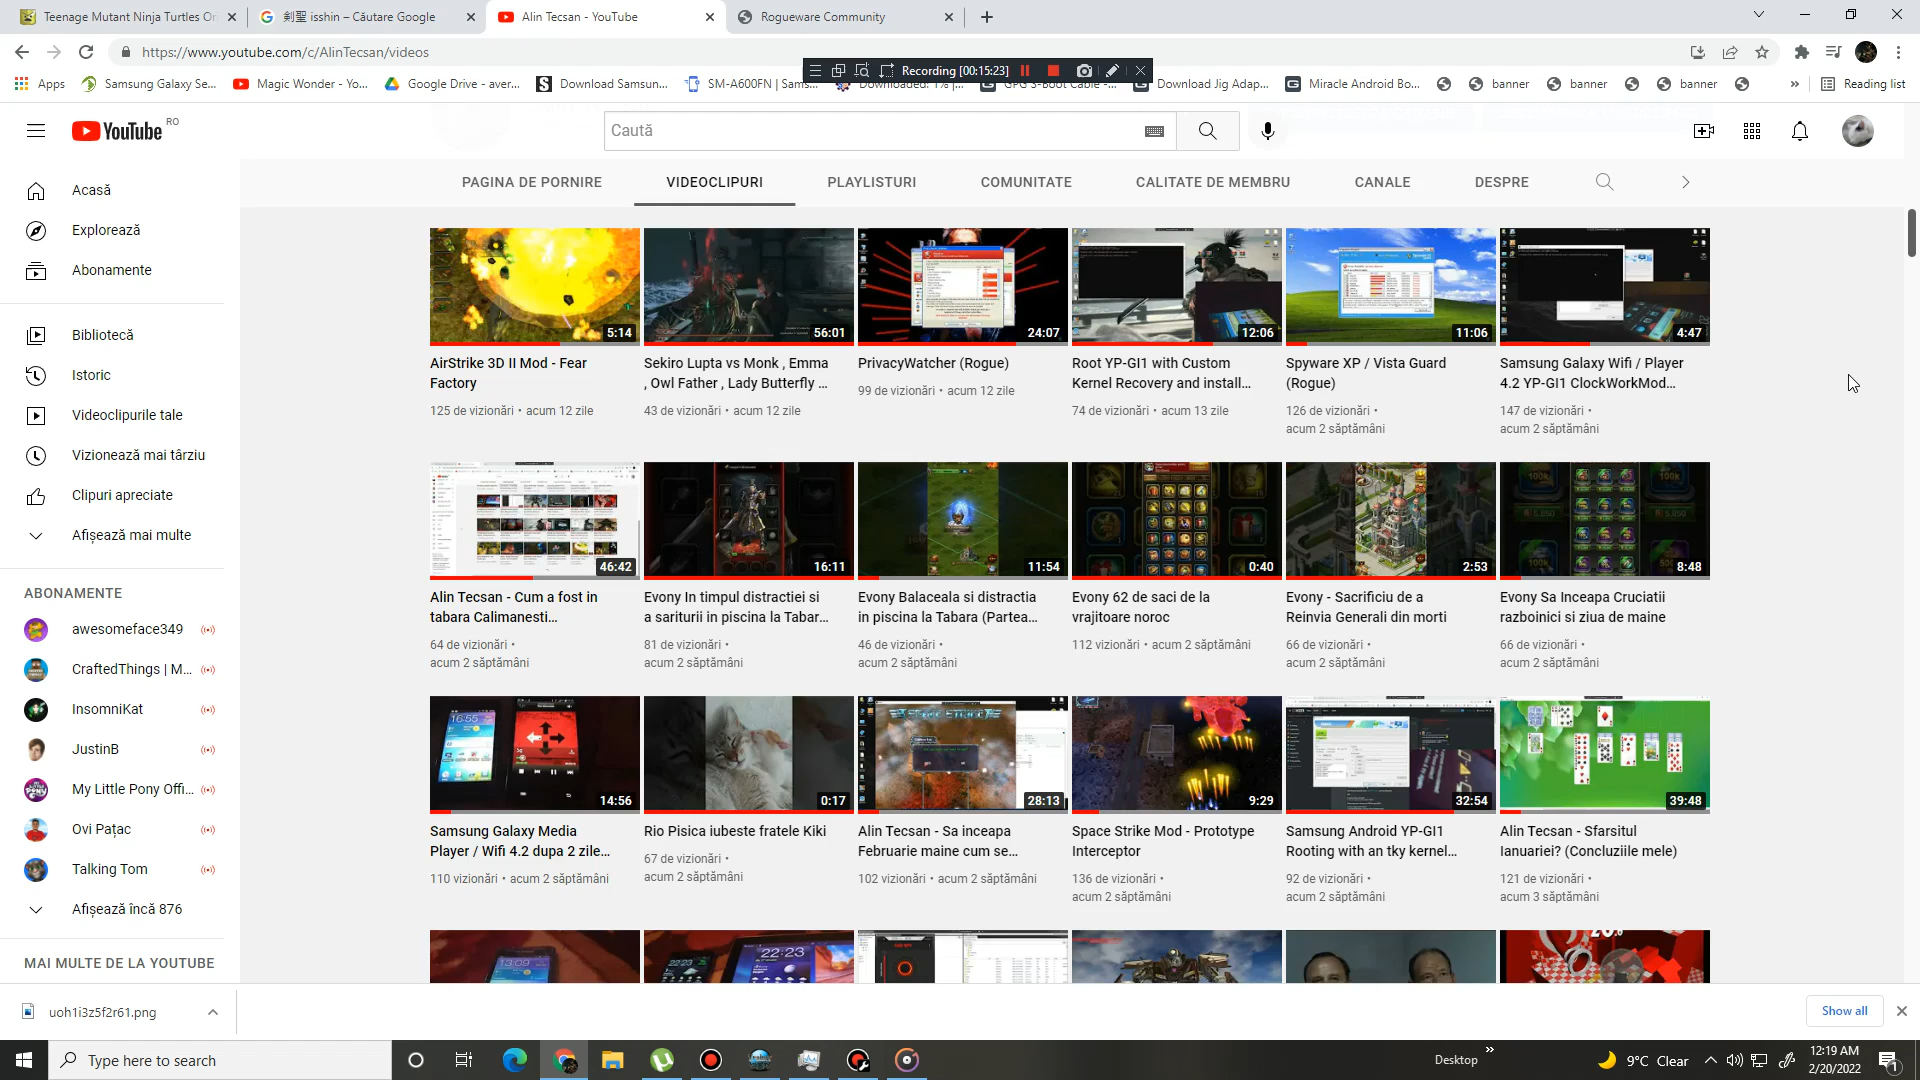 Teenage Mutant Ninja Turtles On
剣聖 isshin – Căutare Google
Alin Tecsan - YouTube
Rogueware Community
https://www.youtube.com/c/AlinTecsan/videos
Recording [00:15:23]
Apps
Samsung Galaxy Se...
Magic Wonder - Yo...
Google Drive - aver...
Download Samsun...
SM-A600FN | Sams...
Downloaded: 1% |...
GPG S-Boot Cable -...
Download Jig Adap...
Miracle Android Bo...
banner
banner
banner
»
Reading list
YouTube RO
Caută
PAGINA DE PORNIRE
VIDEOCLIPURI
PLAYLISTURI
COMUNITATE
CALITATE DE MEMBRU
CANALE
DESPRE
Acasă
Explorează
Abonamente
Bibliotecă
Istoric
Videoclipurile tale
Vizionează mai târziu
Clipuri apreciate
Afișează mai multe
ABONAMENTE
awesomeface349
CraftedThings | M...
InsomniKat
JustinB
My Little Pony Offi...
Ovi Pațac
Talking Tom
Afișează încă 876
MAI MULTE DE LA YOUTUBE
5:14
AirStrike 3D II Mod - Fear
Factory
125 de vizionări • acum 12 zile
56:01
Sekiro Lupta vs Monk , Emma
, Owl Father , Lady Butterfly ...
43 de vizionări • acum 12 zile
24:07
PrivacyWatcher (Rogue)
99 de vizionări • acum 12 zile
12:06
Root YP-GI1 with Custom
Kernel Recovery and install...
74 de vizionări • acum 13 zile
11:06
Spyware XP / Vista Guard
(Rogue)
126 de vizionări •
acum 2 săptămâni
4:47
Samsung Galaxy Wifi / Player
4.2 YP-GI1 ClockWorkMod...
147 de vizionări •
acum 2 săptămâni
46:42
Alin Tecsan - Cum a fost in
tabara Calimanesti...
64 de vizionări •
acum 2 săptămâni
16:11
Evony In timpul distractiei si
a sariturii in piscina la Tabar...
81 de vizionări •
acum 2 săptămâni
11:54
Evony Balaceala si distractia
in piscina la Tabara (Partea...
46 de vizionări •
acum 2 săptămâni
0:40
Evony 62 de saci de la
vrajitoare noroc
112 vizionări • acum 2 săptămâni
2:53
Evony - Sacrificiu de a
Reinvia Generali din morti
66 de vizionări •
acum 2 săptămâni
100k
100k
8:48
Evony Sa Inceapa Cruciatii
razboinici si ziua de maine
66 de vizionări •
acum 2 săptămâni
16:55
14:56
Samsung Galaxy Media
Player / Wifi 4.2 dupa 2 zile...
110 vizionări • acum 2 săptămâni
0:17
Rio Pisica iubeste fratele Kiki
67 de vizionări •
acum 2 săptămâni
SPACE STRIKE
28:13
Alin Tecsan - Sa inceapa
Februarie maine cum se...
102 vizionări • acum 2 săptămâni
9:29
Space Strike Mod - Prototype
Interceptor
136 de vizionări •
acum 2 săptămâni
32:54
Samsung Android YP-GI1
Rooting with an tky kernel...
92 de vizionări •
acum 2 săptămâni
39:48
Alin Tecsan - Sfarsitul
Ianuariei? (Concluziile mele)
121 de vizionări •
acum 3 săptămâni
13:09
22:23
22:23
uoh1i3z5f2r61.png
Show all
Type here to search
Desktop
»
9°C Clear
12:19 AM
2/20/2022
1